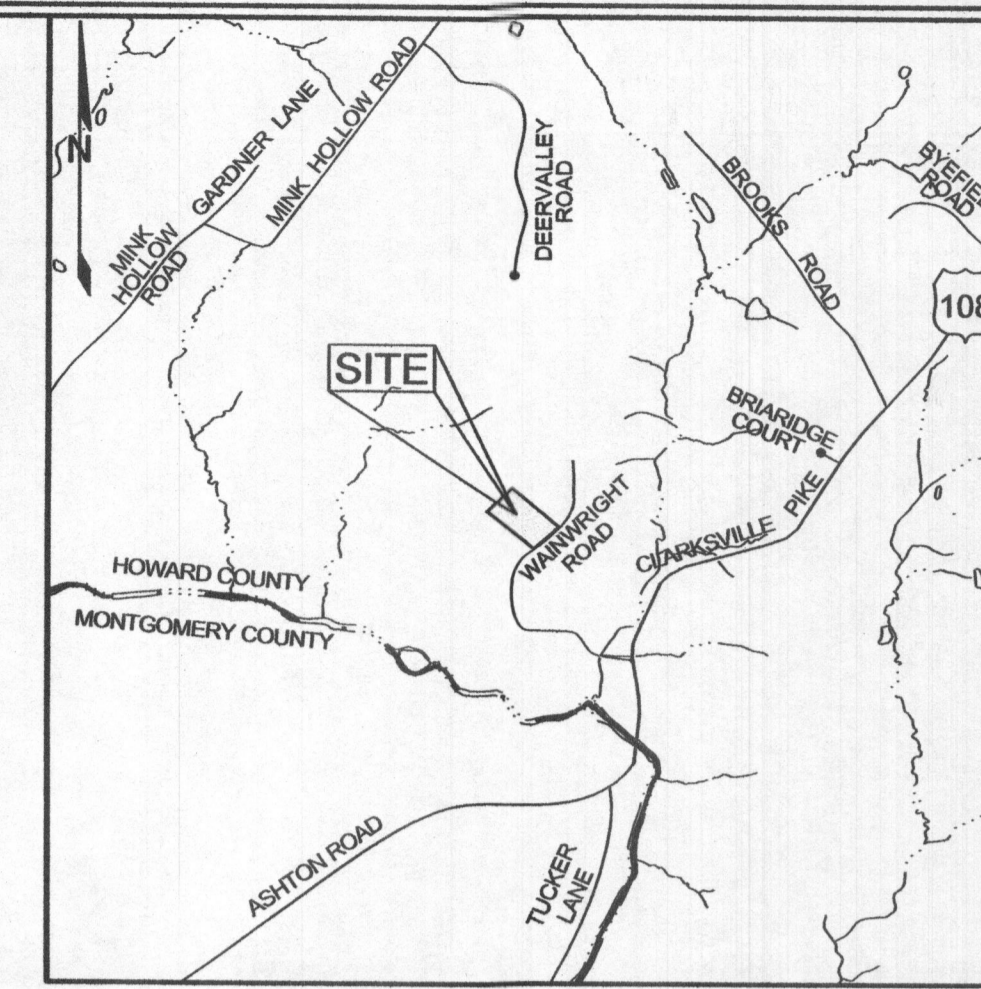 N
GARDNER LANE
MINK HOLLOW ROAD
MINK
HOLLOW
ROAD
DEERVALLEY
ROAD
BROOKS
ROAD
ROAD
108
SITE
BRIARIDGE
COURT
PIKE
CLARKSVILLE
WAINWRIGHT
ROAD
HOWARD COUNTY
MONTGOMERY COUNTY
ASHTON ROAD
TUCKER
LANE